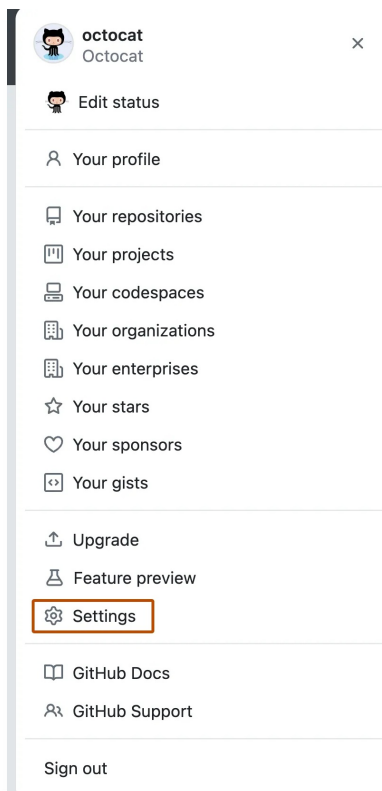 octocat
Octocat
Edit status
Your profile
Your repositories
Your projects
Your codespaces
Your organizations
Your enterprises
Your stars
Your sponsors
Your gists
Upgrade
Feature preview
Settings
GitHub Docs
GitHub Support
Sign out